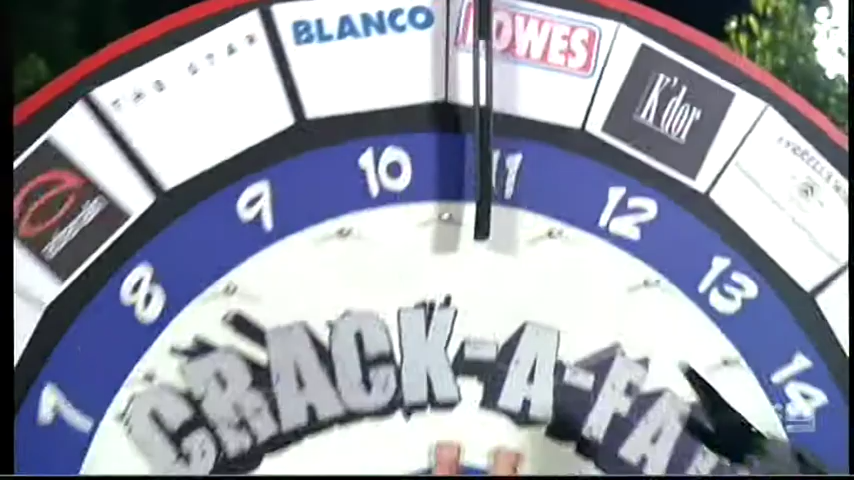 THE STAR
BLANCO
LOWES
K'dor
7
8
9
10
11
12
13
14
CRACK-A-FA